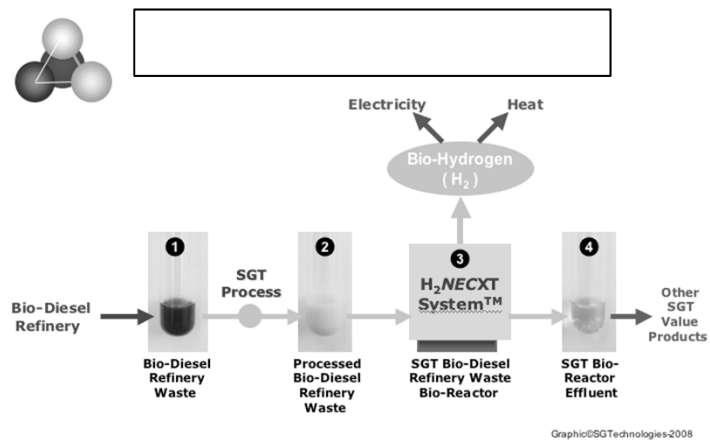 Electricity
Heat
Bio-Hydrogen
(H₂)
1
2
3
4
SGT
Process
H₂NECXT
System™
Bio-Diesel
Refinery
Other
SGT
Value
Products
Bio-Diesel
Refinery
Waste
Processed
Bio-Diesel
Refinery
Waste
SGT Bio-Diesel
Refinery Waste
Bio-Reactor
SGT Bio-
Reactor
Effluent
Graphic©SGTechnologies-2008